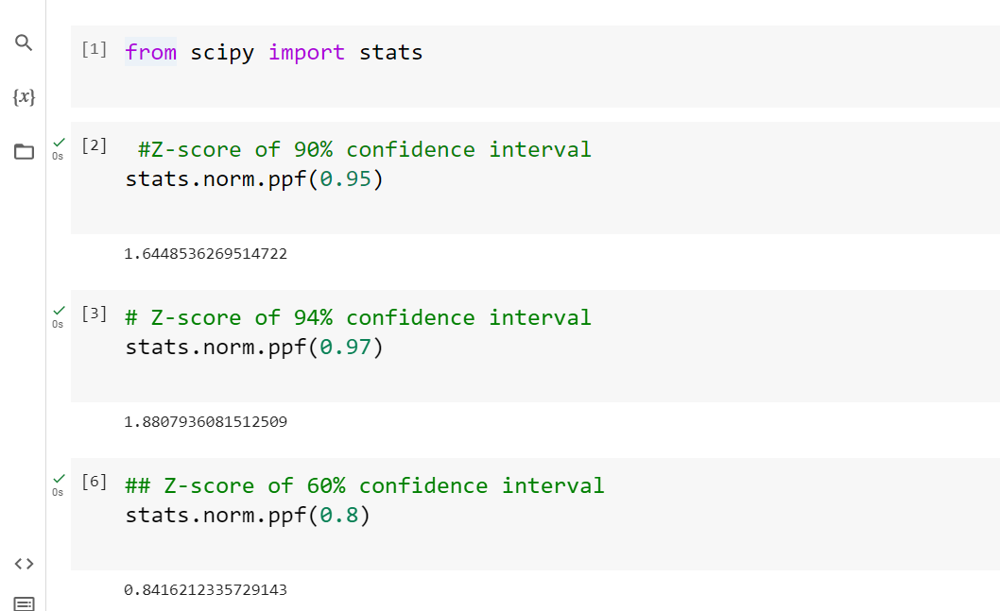 [1] from scipy import stats
{x}
0s [2] #Z-score of 90% confidence interval
stats.norm.ppf(0.95)
1.6448536269514722
0s [3] # Z-score of 94% confidence interval
stats.norm.ppf(0.97)
1.8807936081512509
0s [6] ## Z-score of 60% confidence interval
stats.norm.ppf(0.8)
0.8416212335729143